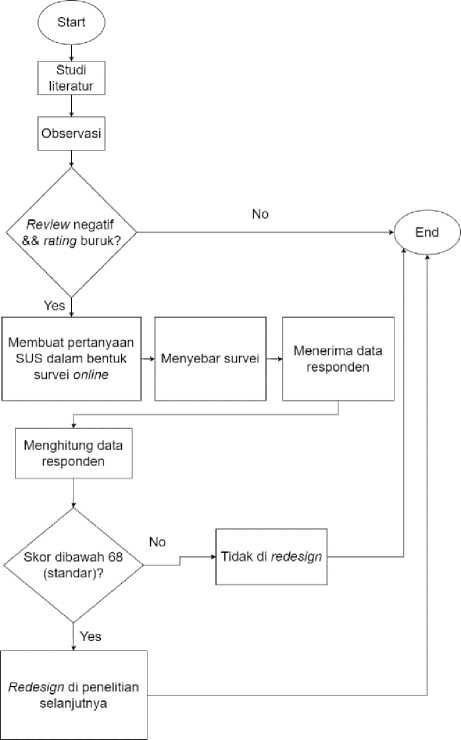 Start
Studi
literatur
Observasi
Review negatif
&& rating buruk?
No
End
Yes
Membuat pertanyaan
SUS dalam bentuk
survei online
Menyebar survei
Menerima data
responden
Menghitung data
responden
Skor dibawah 68
(standar)?
No
Tidak di redesign
Yes
Redesign di penelitian
selanjutnya